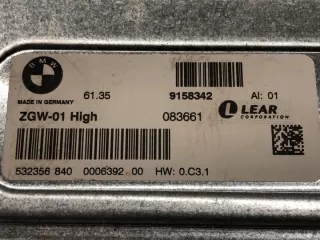 BMW
MADE IN GERMANY 61.35 9158342 AI: 01
ZGW-01 High 083661 LEAR
CORPORATION
532356 840 0006392 00 HW: 0.C3.1